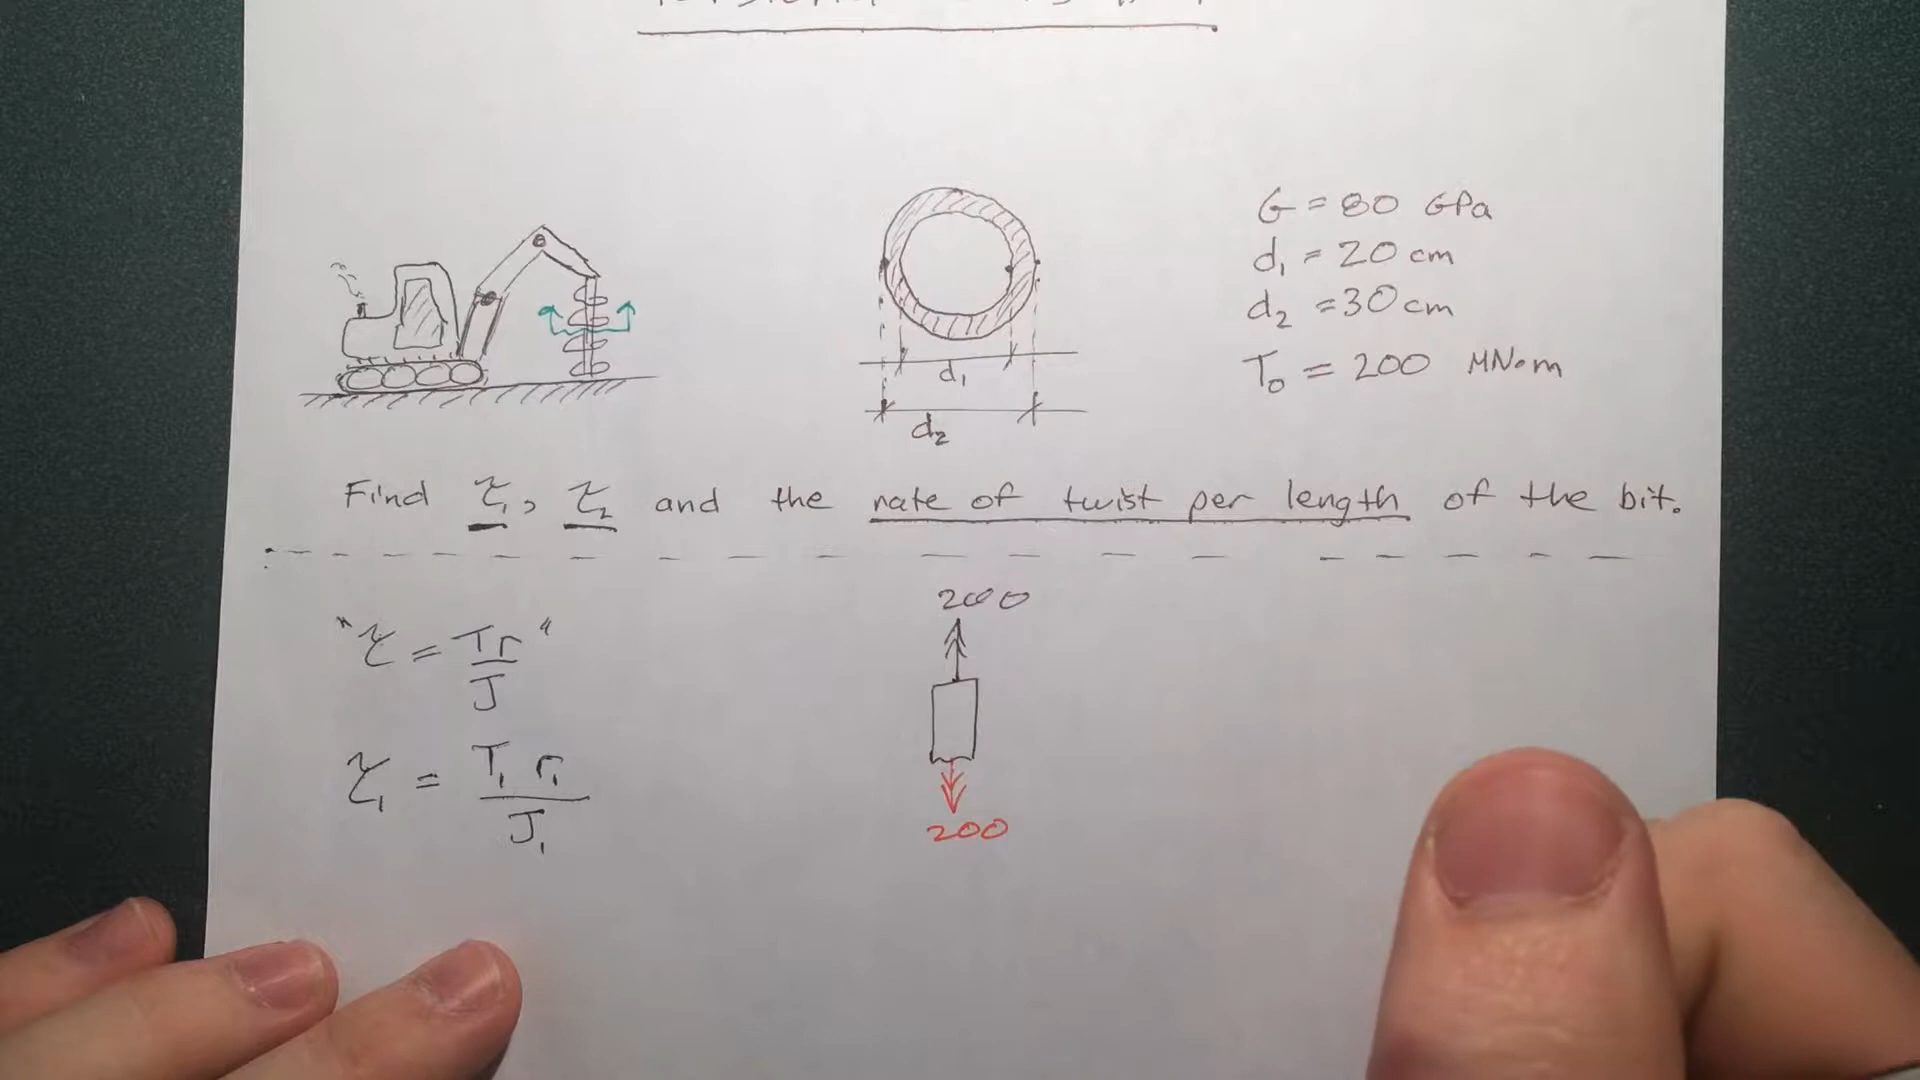 G = 80 GPa
d₁ = 20 cm
d₂ = 30 cm
T₀ = 200 MN·m
d₁
d₂
Find τ₁, τ₂ and the rate of twist per length of the bit.
"τ = Tr/J"
τ₁ = T₁ r₁/J₁
200
200